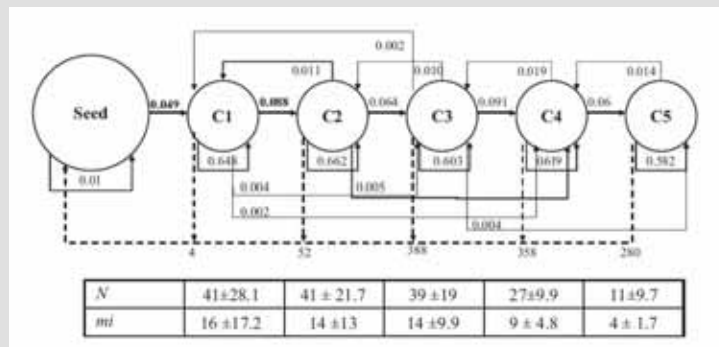 0.002
0.011 0.010 0.019 0.014
Seed 0.049 C1 0.088 C2 0.064 C3 0.091 C4 0.06 C5
0.648 0.662 0.603 0.619 0.582
0.01 0.004 0.005
0.002 0.004
4 52 388 358 280
N 41±28.1 41 ± 21.7 39 ±19 27±9.9 11±9.7
mi 16 ±17.2 14 ±13 14 ±9.9 9 ± 4.8 4 ± 1.7